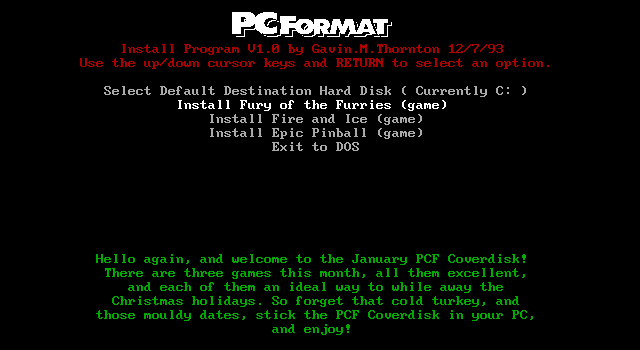 PCFORMAT
Install Program V1.0 by Gavin.M.Thornton 12/7/93
Use the up/down cursor keys and RETURN to select an option.
Select Default Destination Hard Disk ( Currently C: )
Install Fury of the Furries (game)
Install Fire and Ice (game)
Install Epic Pinball (game)
Exit to DOS
Hello again, and welcome to the January PCF Coverdisk!
There are three games this month, all them excellent,
and each of them an ideal way to while away the
Christmas holidays. So forget that cold turkey, and
those mouldy dates, stick the PCF Coverdisk in your PC,
and enjoy!